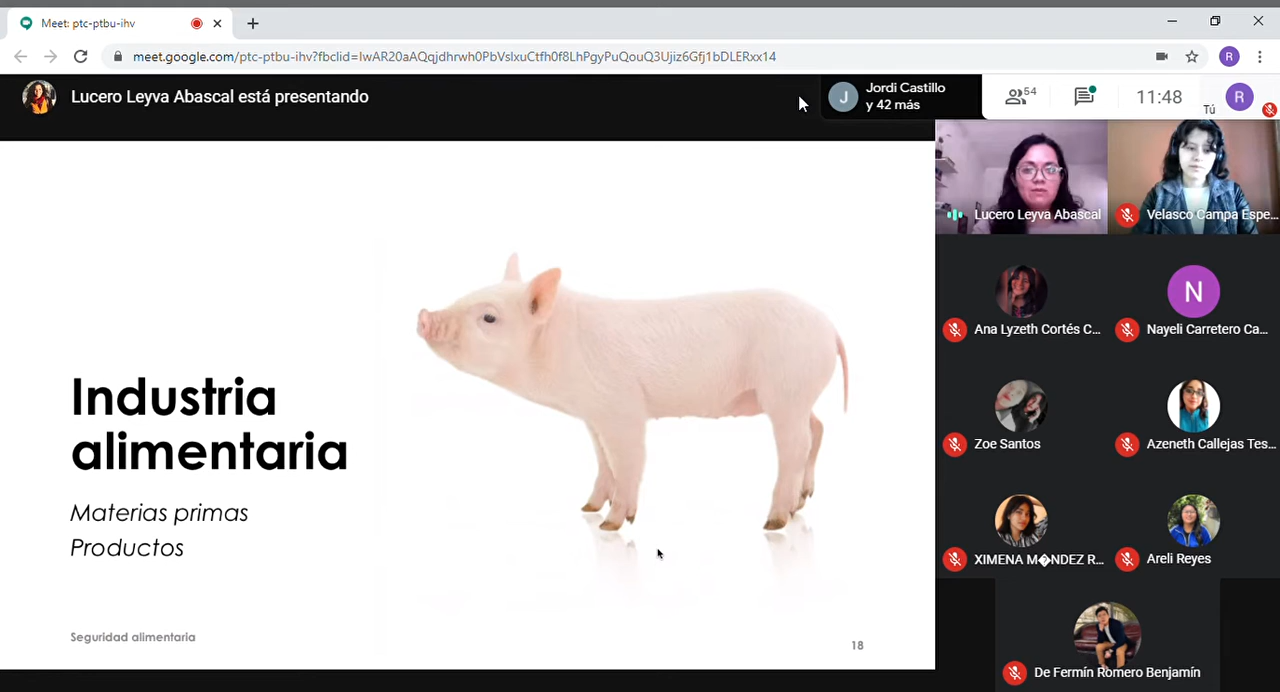 Meet: ptc-ptbu-ihv
meet.google.com/ptc-ptbu-ihv?fbclid=IwAR20aAQqjdhrwh0PbVslxuCtfh0f8LhPgyPuQouQ3Ujiz6Gfj1bDLERxx14
R
Lucero Leyva Abascal está presentando
J
Jordi Castillo
y 42 más
54
11:48
Tú
R
Lucero Leyva Abascal
Velasco Campa Espe...
Ana Lyzeth Cortés C...
N
Nayeli Carretero Ca...
Zoe Santos
Azeneth Callejas Tes...
XIMENA M�NDEZ R...
Areli Reyes
De Fermín Romero Benjamín
Industria
alimentaria
Materias primas
Productos
Seguridad alimentaria
18